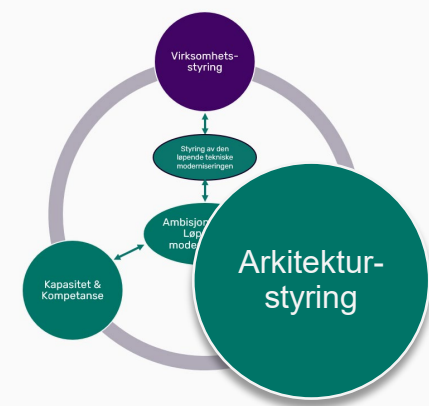 Virksomhets-
styring
Styring av den
løpende tekniske
moderniseringen
Kapasitet &
Kompetanse
Arkitektur-
styring